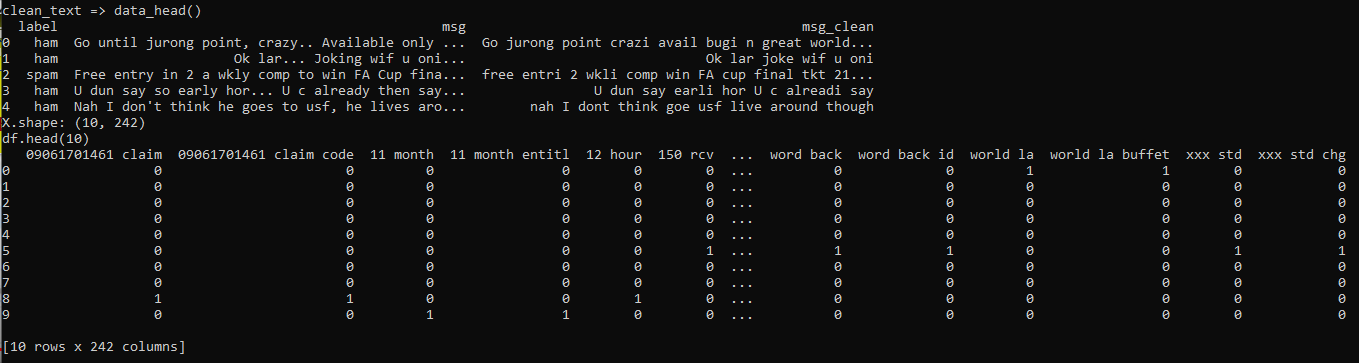 clean_text => data_head()
label msg msg_clean
0 ham Go until jurong point, crazy.. Available only ... Go jurong point crazi avail bugi n great world...
1 ham Ok lar... Joking wif u oni... Ok lar joke wif u oni
2 spam Free entry in 2 a wkly comp to win FA Cup fina... free entri 2 wkli comp win FA cup final tkt 21...
3 ham U dun say so early hor... U c already then say... U dun say earli hor U c alreadi say
4 ham Nah I don't think he goes to usf, he lives aro... nah I dont think goe usf live around though
X.shape: (10, 242)
df.head(10)
09061701461 claim 09061701461 claim code 11 month 11 month entitl 12 hour 150 rcv ... word back word back id world la world la buffet xxx std xxx std chg
0 0 0 0 0 0 0 ... 0 0 1 1 0 0
1 0 0 0 0 0 0 ... 0 0 0 0 0 0
2 0 0 0 0 0 0 ... 0 0 0 0 0 0
3 0 0 0 0 0 0 ... 0 0 0 0 0 0
4 0 0 0 0 0 0 ... 0 0 0 0 0 0
5 0 0 0 0 0 1 ... 1 1 0 0 1 1
6 0 0 0 0 0 0 ... 0 0 0 0 0 0
7 0 0 0 0 0 0 ... 0 0 0 0 0 0
8 1 1 0 0 1 0 ... 0 0 0 0 0 0
9 0 0 1 1 0 0 ... 0 0 0 0 0 0
[10 rows x 242 columns]